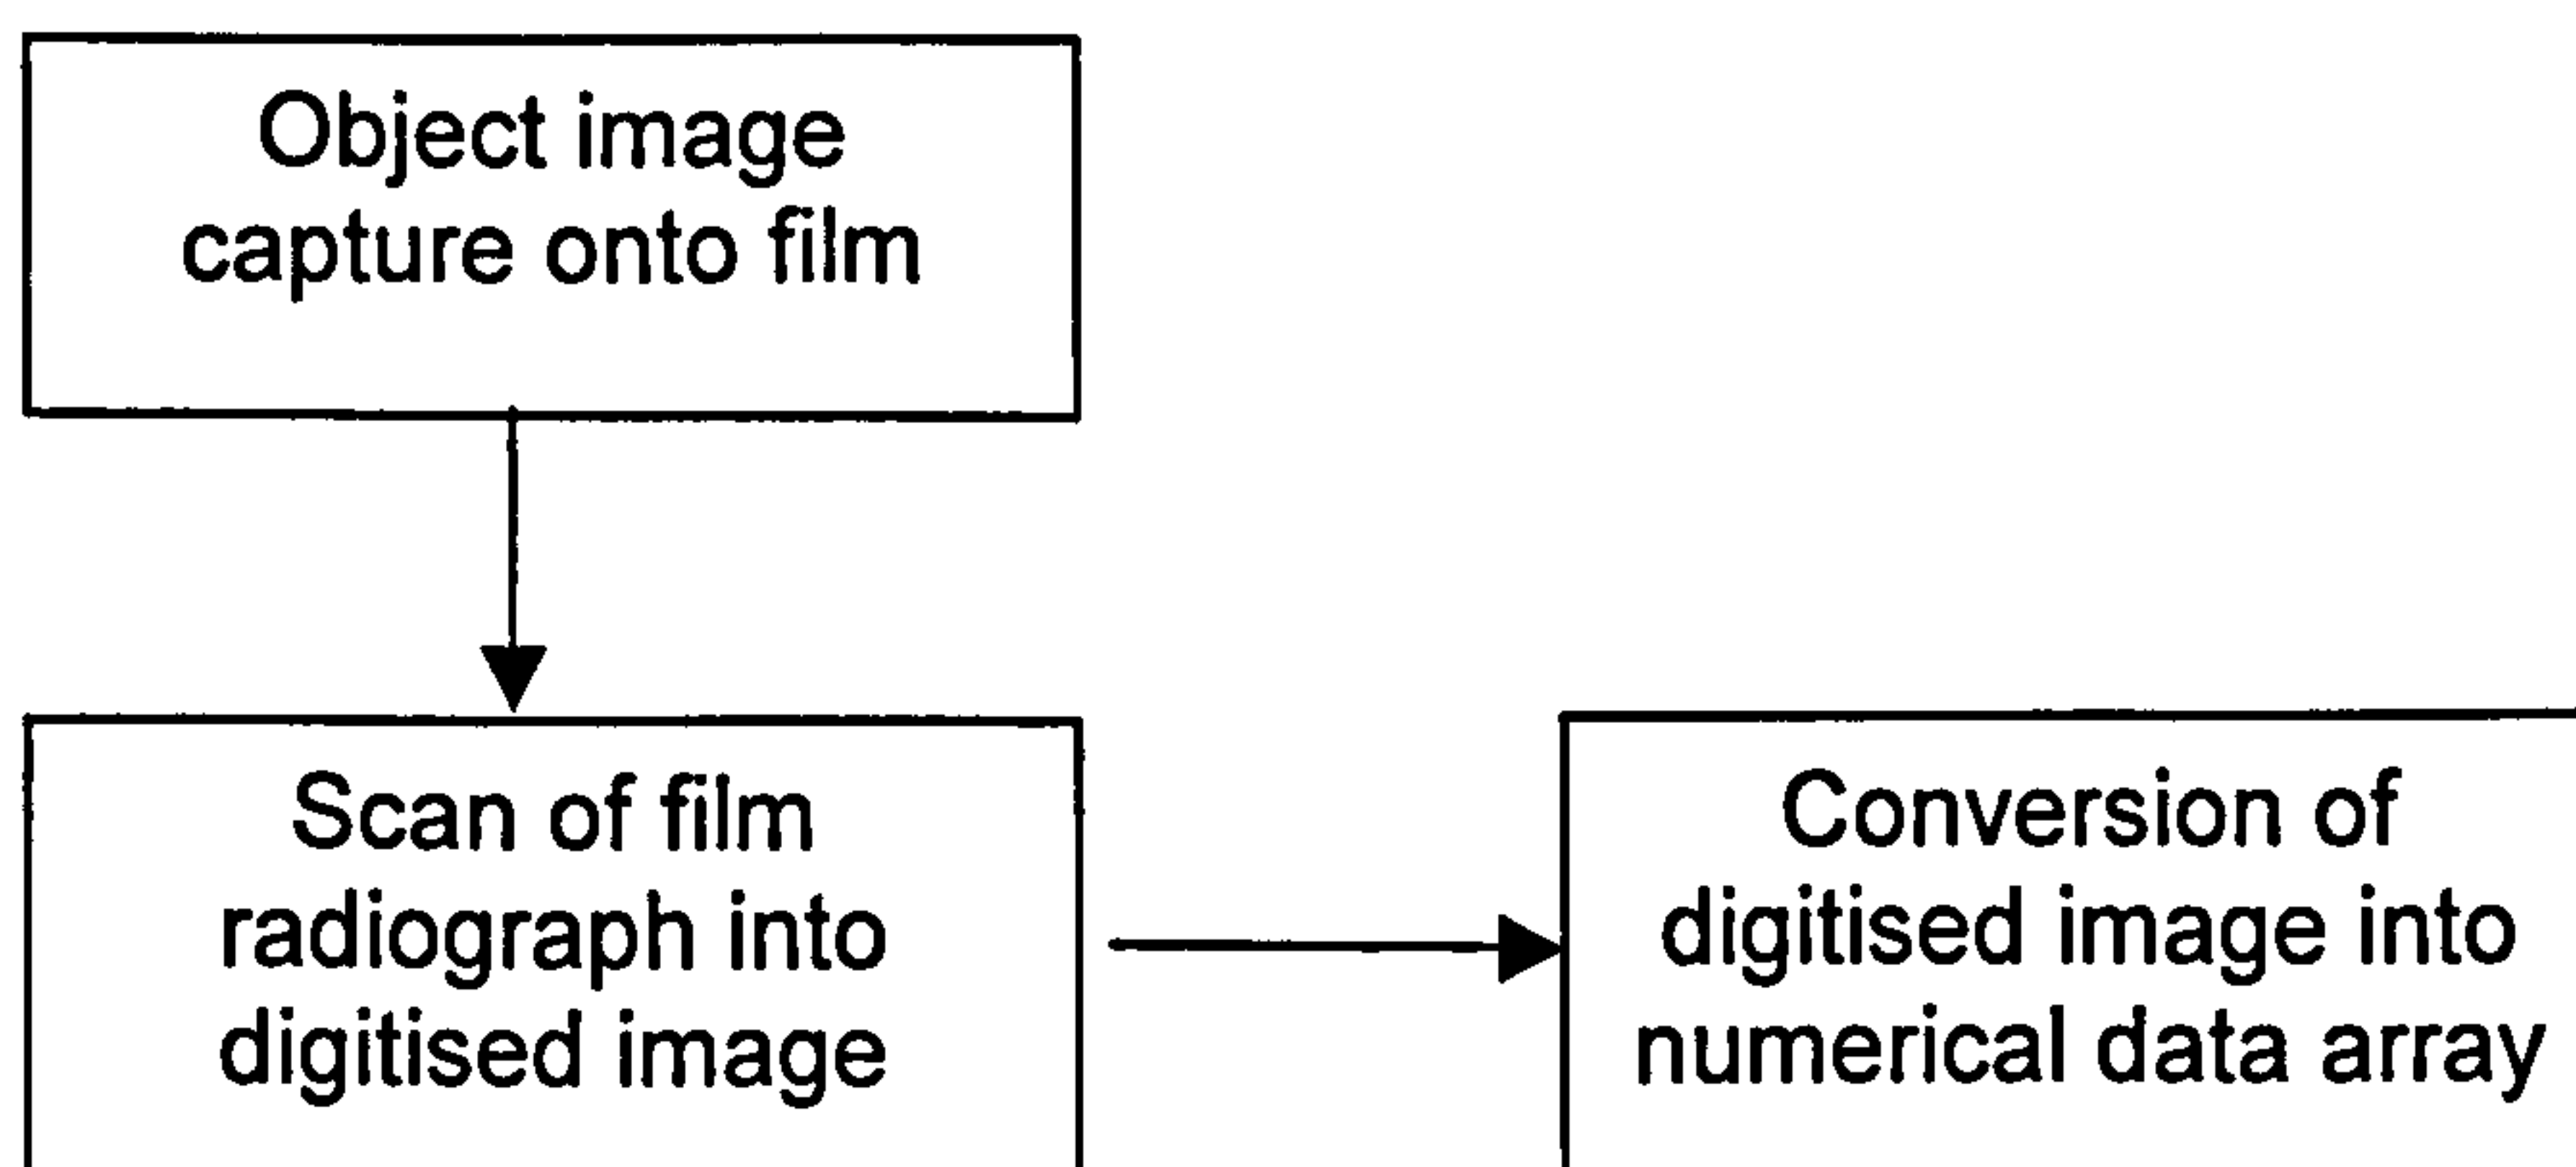 Object image
capture onto film
Scan of film
radiograph into
digitised image
Conversion of
digitised image into
numerical data array